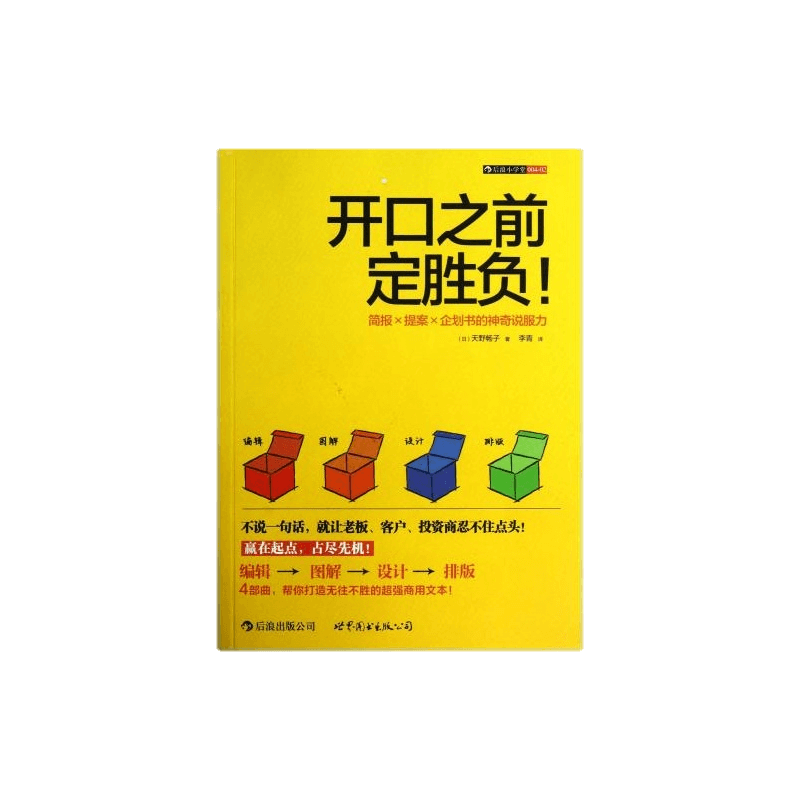 后浪小学堂 004-02
开口之前
定胜负！
简报×提案×企划书的神奇说服力
〔日〕天野畅子 著 李青 译
编辑 图解 设计 排版
不说一句话，就让老板、客户、投资商忍不住点头！
赢在起点，占尽先机！
编辑→图解→设计→排版
4部曲，帮你打造无往不胜的超强商用文本！
后浪出版公司 世界图书出版公司